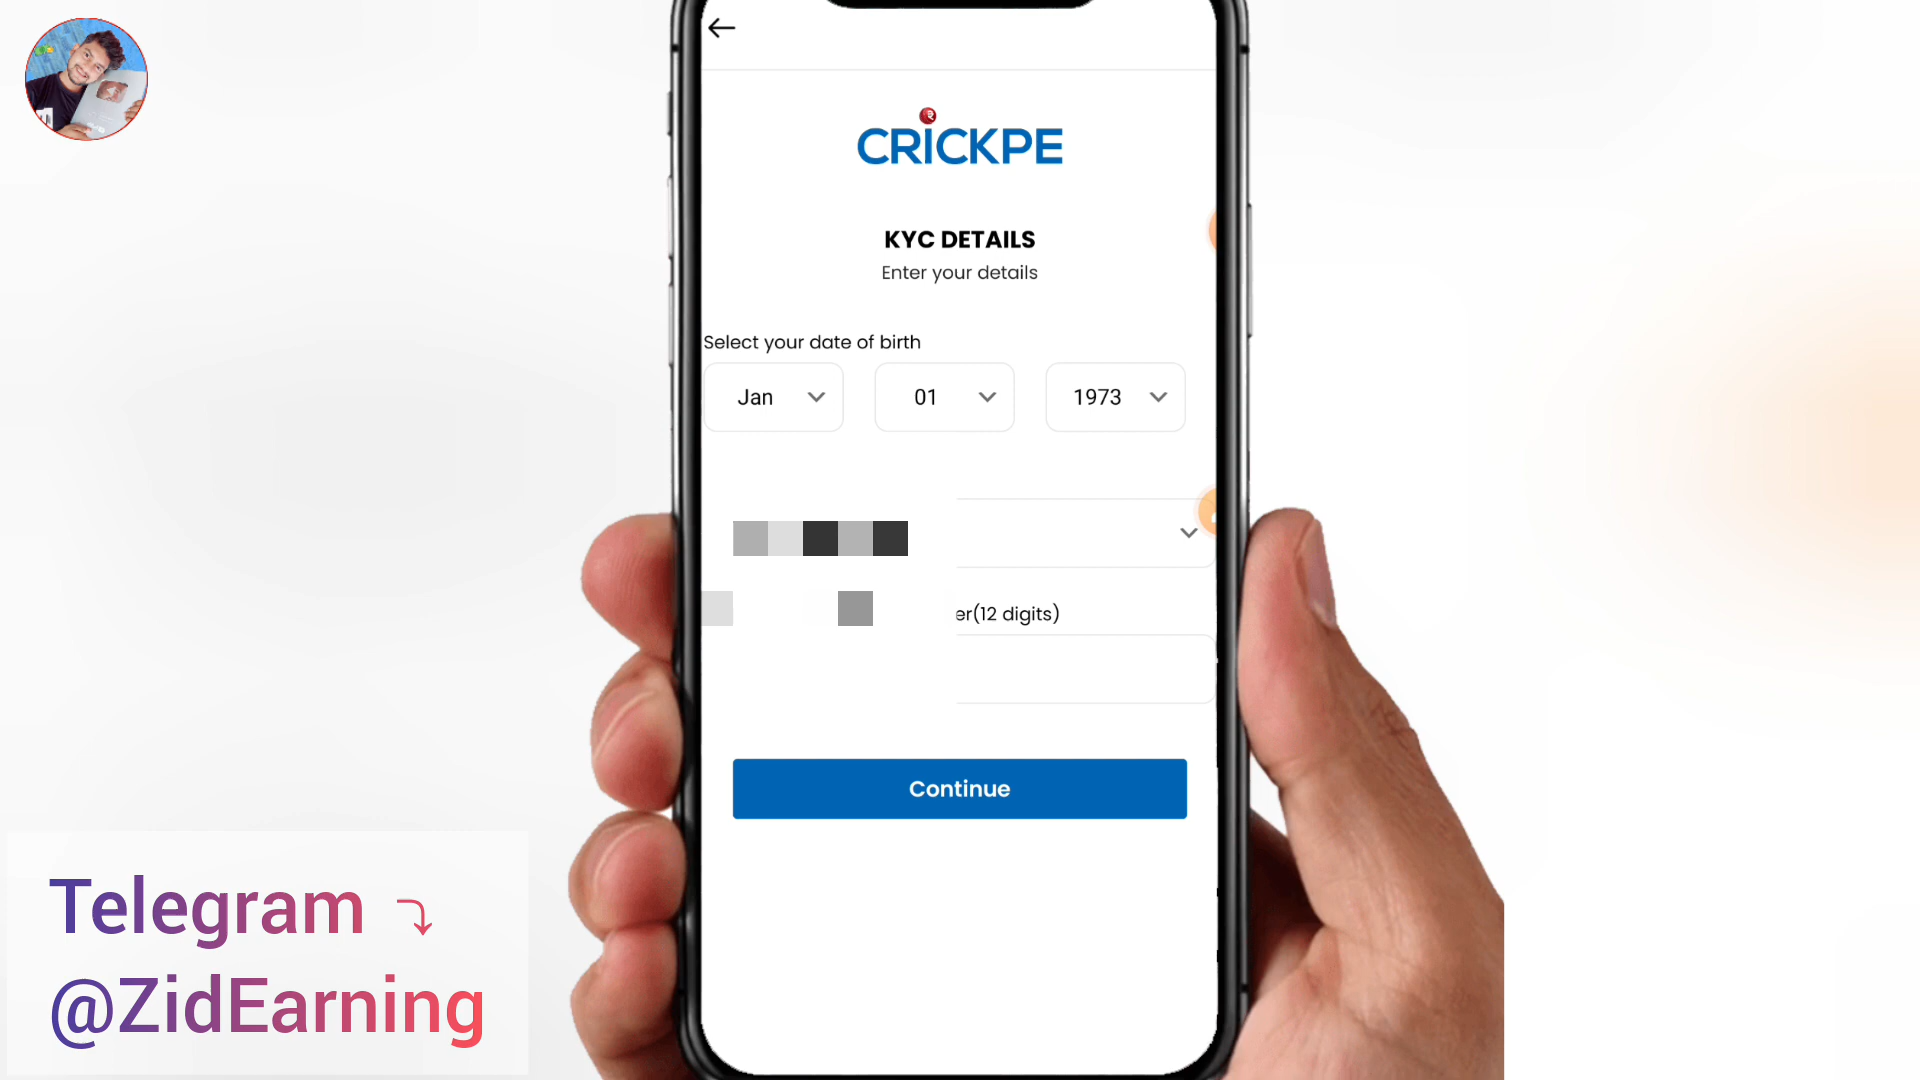 CRICKPE
KYC DETAILS
Enter your details
Select your date of birth
Jan 01 1973
er(12 digits)
Continue
Telegram
@ZidEarning